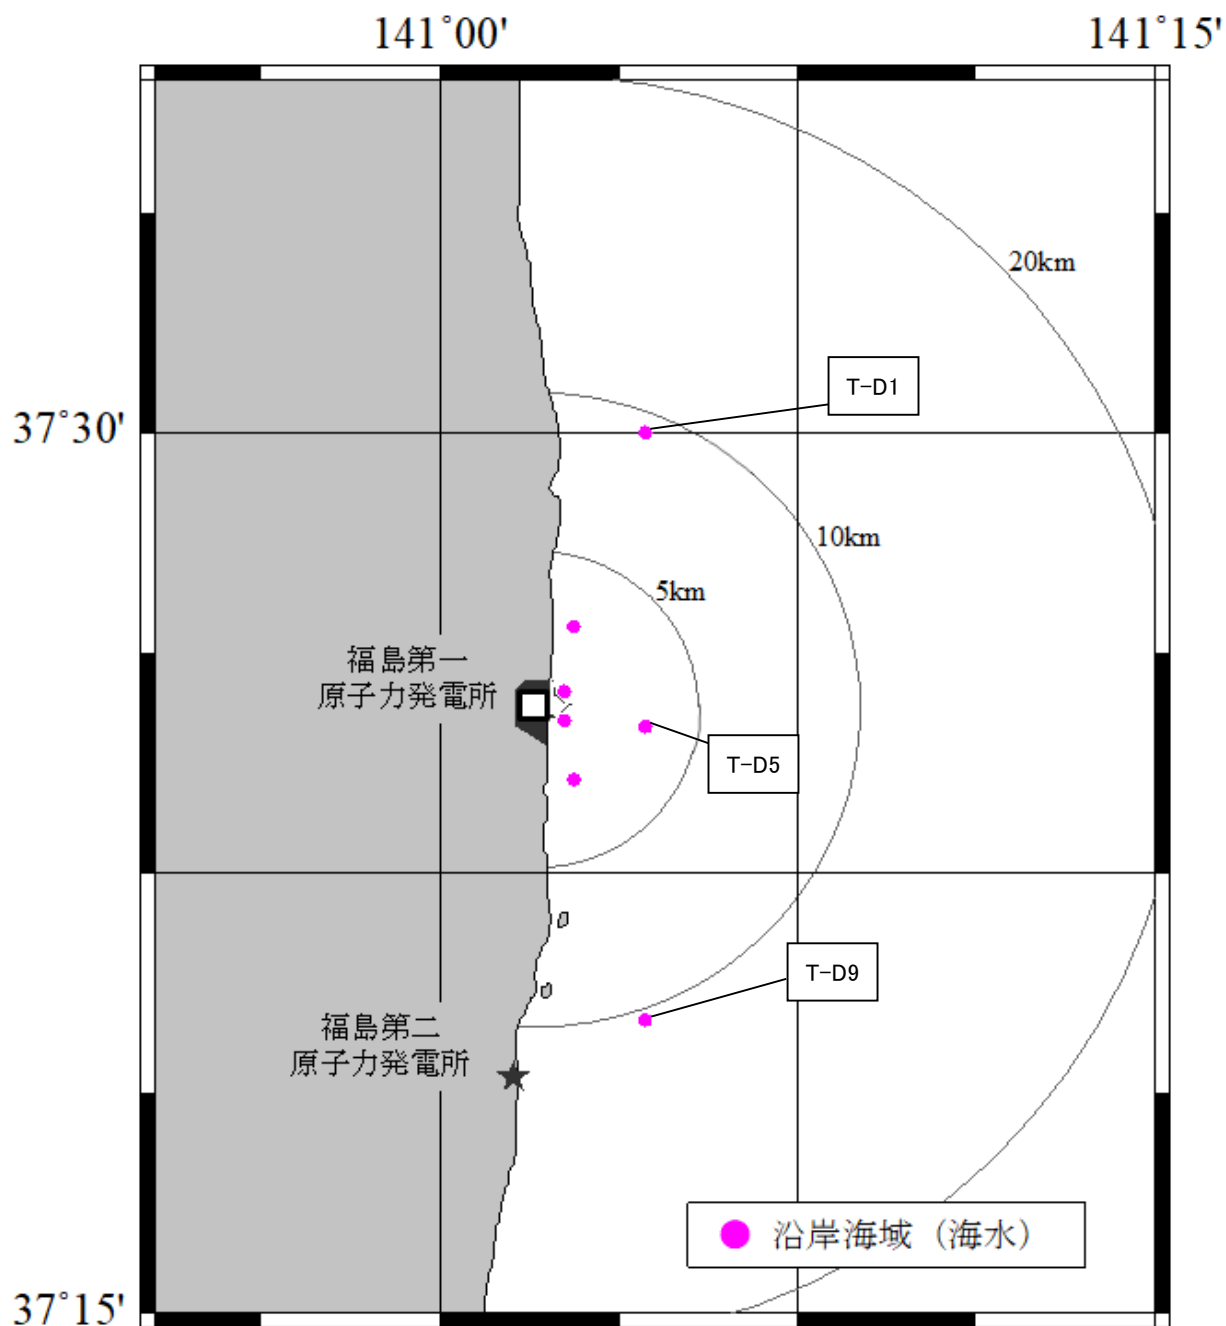 141°00'
141°15'
20km
T-D1
37°30'
10km
5km
福島第一
原子力発電所
T-D5
T-D9
福島第二
原子力発電所
沿岸海域（海水）
37°15'